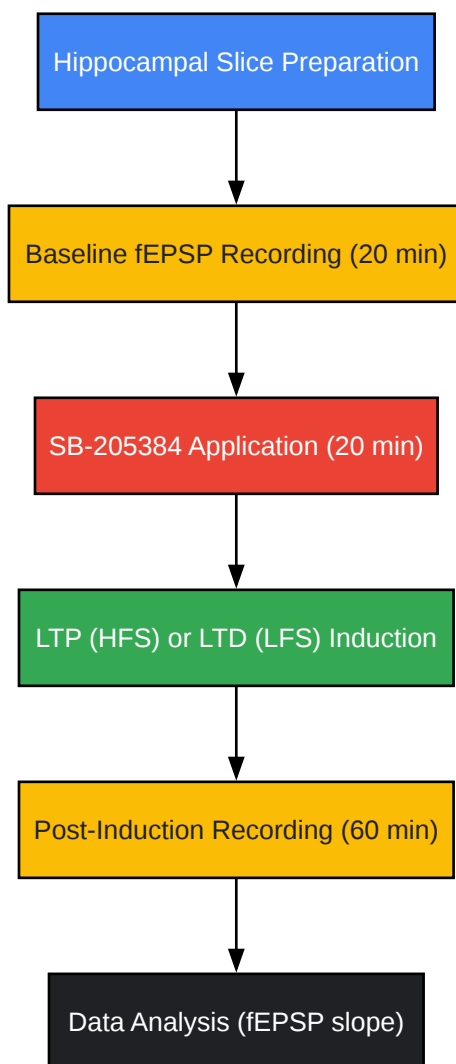 Hippocampal Slice Preparation
Baseline fEPSP Recording (20 min)
SB-205384 Application (20 min)
LTP (HFS) or LTD (LFS) Induction
Post-Induction Recording (60 min)
Data Analysis (fEPSP slope)